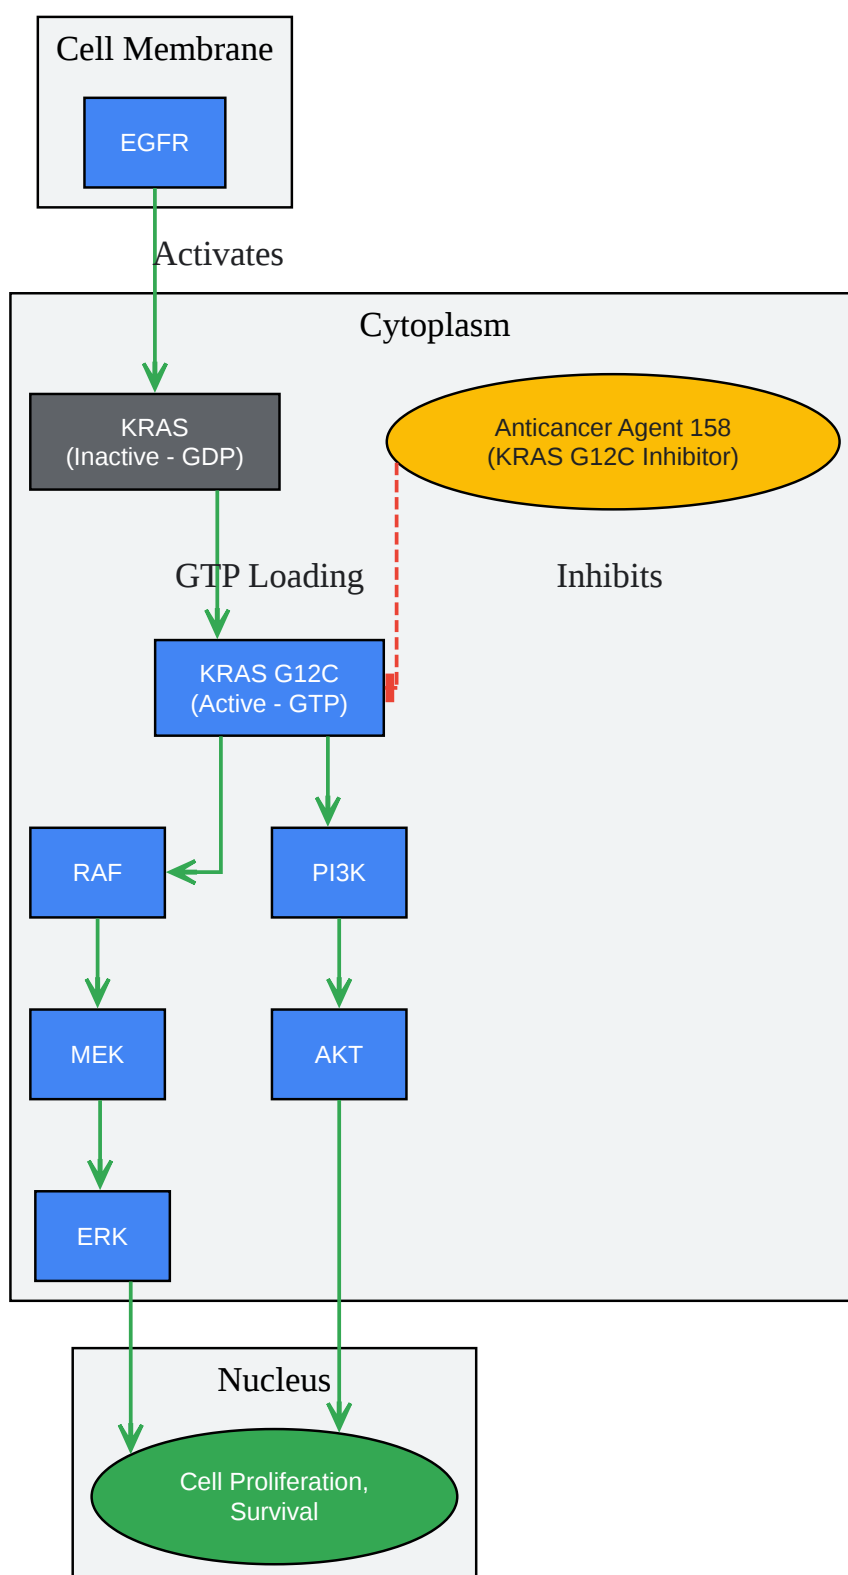 Cell Membrane
EGFR
Activates
Cytoplasm
KRAS
(Inactive - GDP)
Anticancer Agent 158
(KRAS G12C Inhibitor)
GTP Loading
Inhibits
KRAS G12C
(Active - GTP)
RAF
PI3K
MEK
AKT
ERK
Nucleus
Cell Proliferation,
Survival